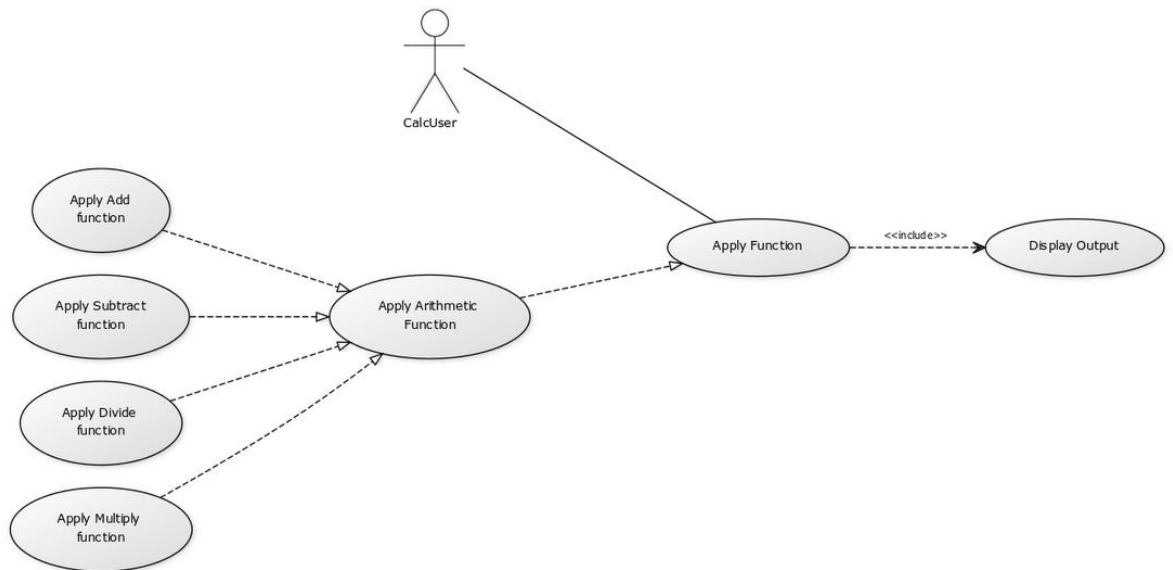 CalcUser
Apply Add
function
Apply Subtract
function
Apply Divide
function
Apply Multiply
function
Apply Arithmetic
Function
Apply Function
<<include>>
Display Output